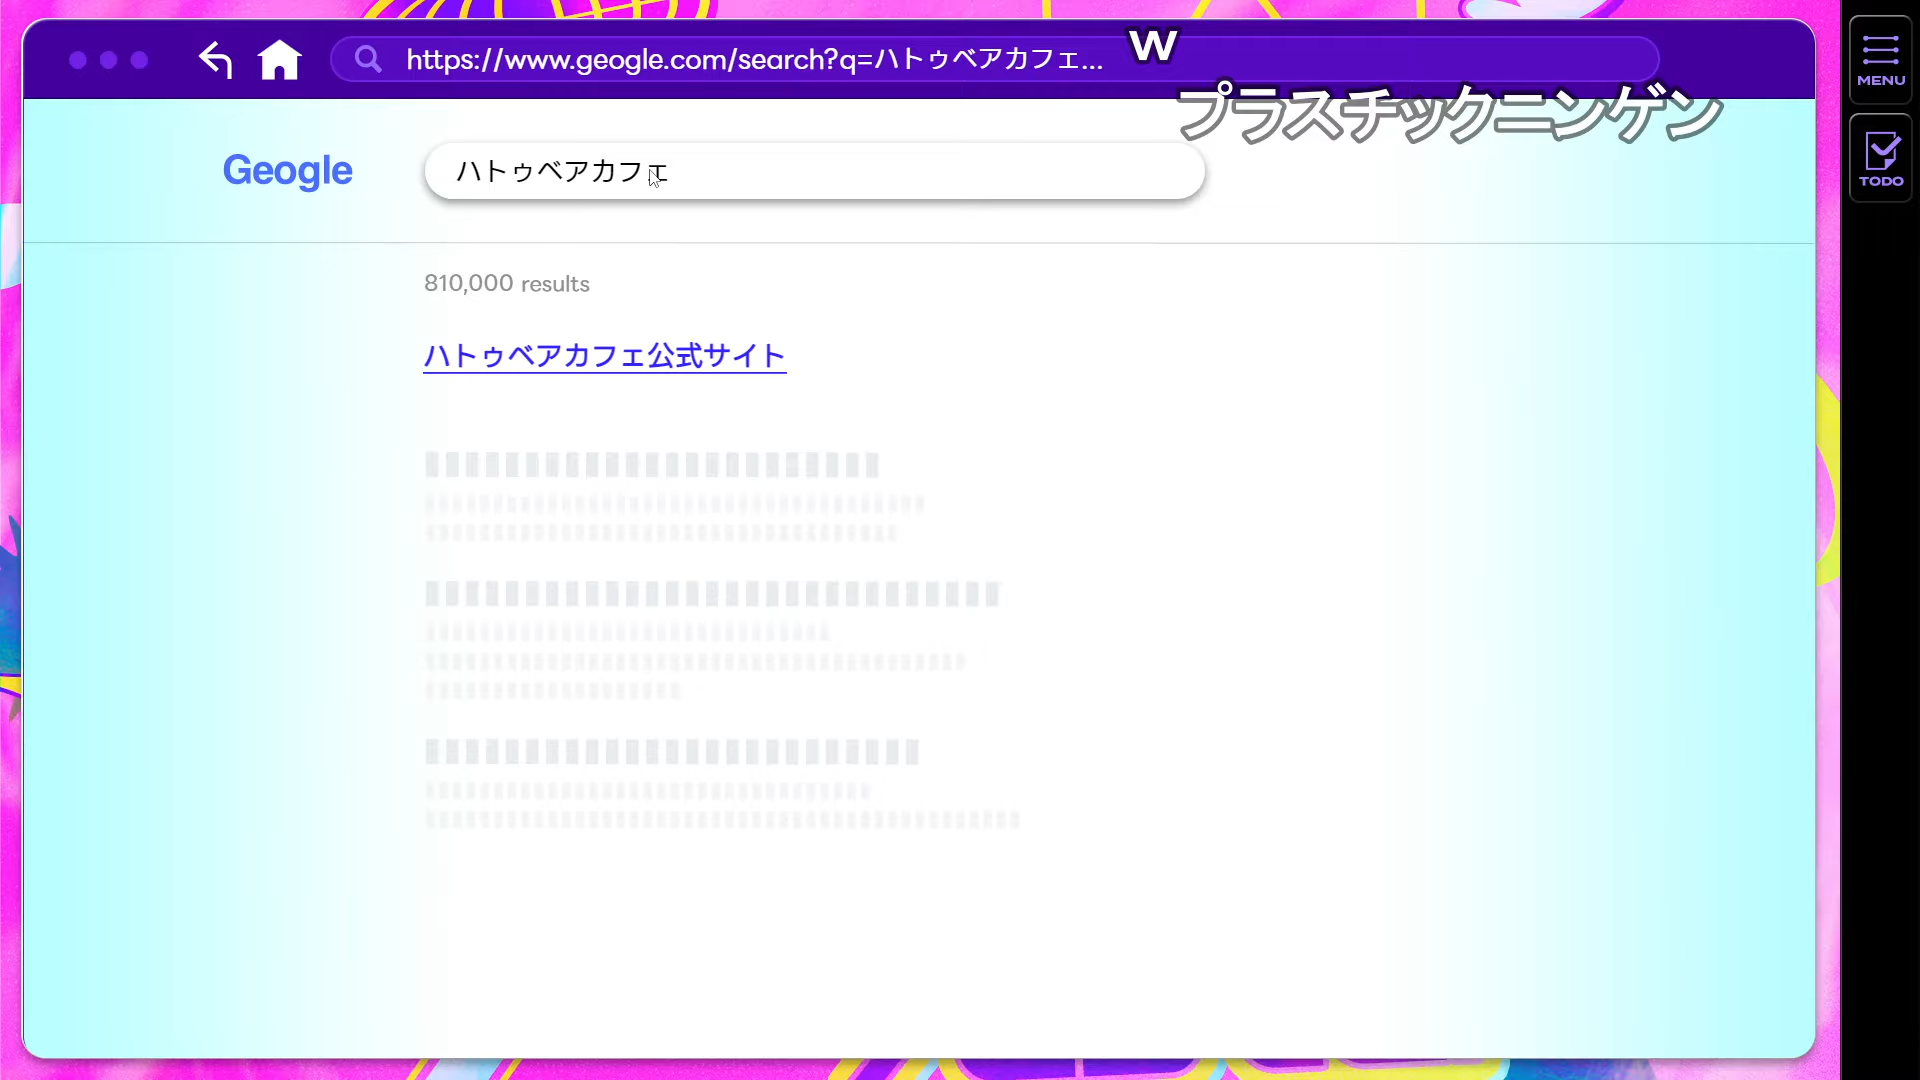 https://www.geogle.com/search?q=ハトゥベアカフェ...
w
プラスチックニンゲン
MENU
Geogle
ハトゥベアカフェ
TODO
810,000 results
ハトゥベアカフェ公式サイト